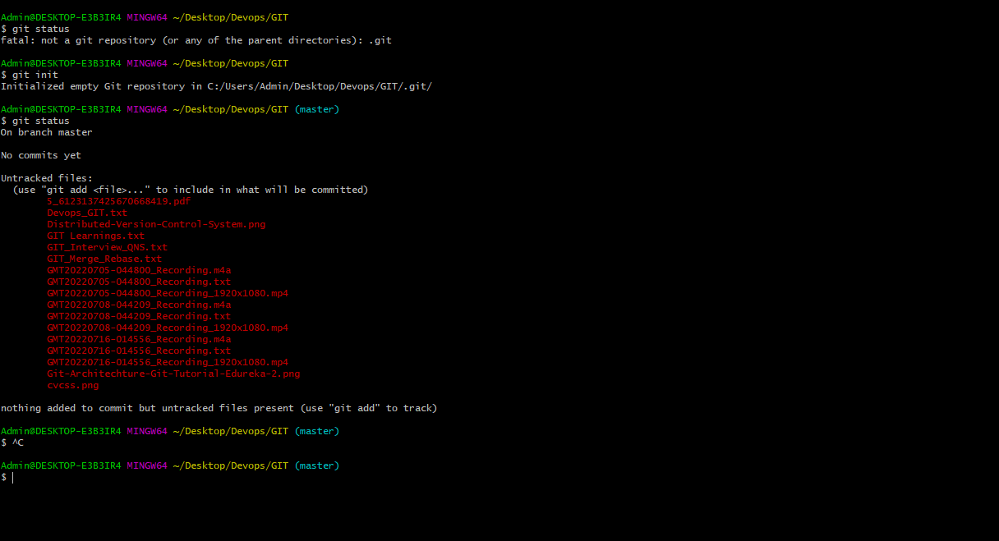 Admin@DESKTOP-E3B3IR4 MINGW64 ~/Desktop/Devops/GIT
$ git status
fatal: not a git repository (or any of the parent directories): .git
Admin@DESKTOP-E3B3IR4 MINGW64 ~/Desktop/Devops/GIT
$ git init
Initialized empty Git repository in C:/Users/Admin/Desktop/Devops/GIT/.git/
Admin@DESKTOP-E3B3IR4 MINGW64 ~/Desktop/Devops/GIT (master)
$ git status
On branch master
No commits yet
Untracked files:
(use "git add <file>..." to include in what will be committed)
5_6123137425670668419.pdf
Devops_GIT.txt
Distributed-Version-Control-System.png
GIT Learnings.txt
GIT_Interview_QNS.txt
GIT_Merge_Rebase.txt
GMT20220705-044800_Recording.m4a
GMT20220705-044800_Recording.txt
GMT20220705-044800_Recording_1920x1080.mp4
GMT20220708-044209_Recording.m4a
GMT20220708-044209_Recording.txt
GMT20220708-044209_Recording_1920x1080.mp4
GMT20220716-014556_Recording.m4a
GMT20220716-014556_Recording.txt
GMT20220716-014556_Recording_1920x1080.mp4
Git-Architechture-Git-Tutorial-Edureka-2.png
cvcss.png
nothing added to commit but untracked files present (use "git add" to track)
Admin@DESKTOP-E3B3IR4 MINGW64 ~/Desktop/Devops/GIT (master)
$ ^C
Admin@DESKTOP-E3B3IR4 MINGW64 ~/Desktop/Devops/GIT (master)
$